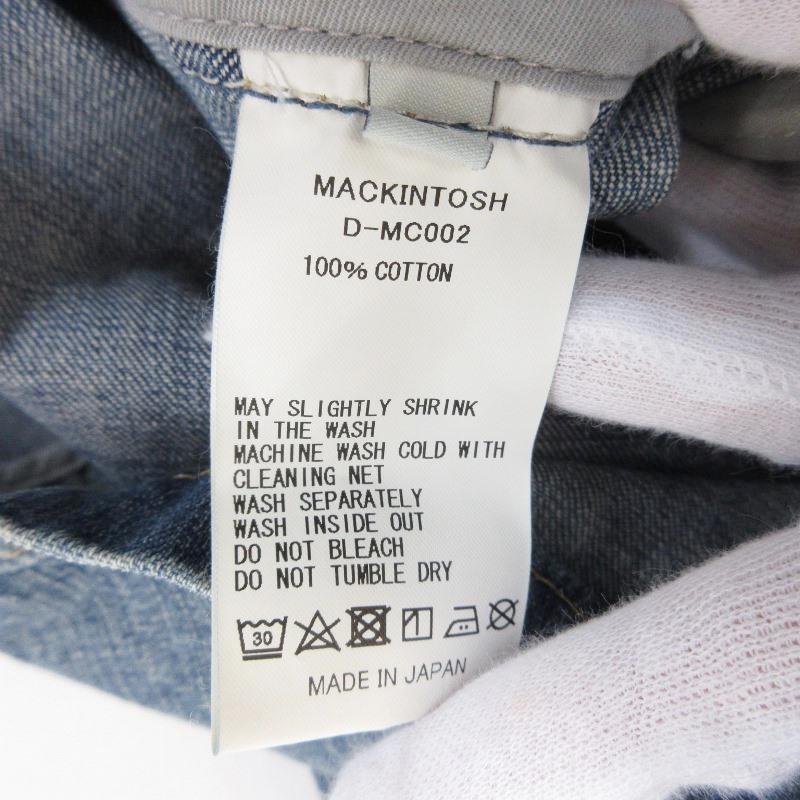 MACKINTOSH
D-MC002
100% COTTON
MAY SLIGHTLY SHRINK
IN THE WASH
MACHINE WASH COLD WITH
CLEANING NET
WASH SEPARATELY
WASH INSIDE OUT
DO NOT BLEACH
DO NOT TUMBLE DRY
30
MADE IN JAPAN